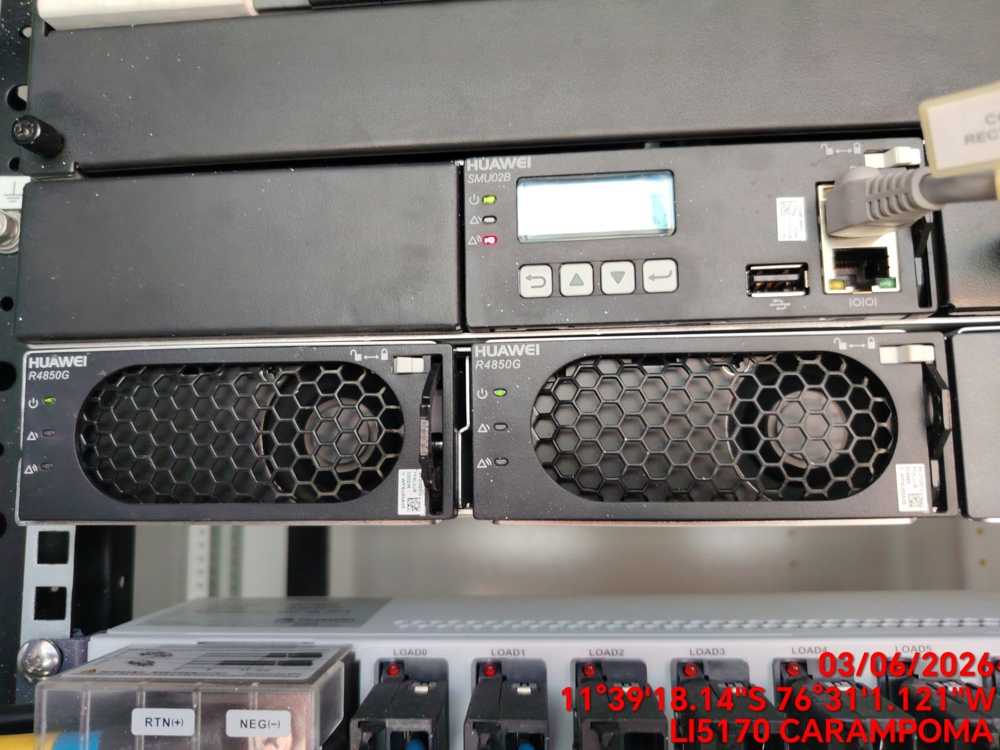 HUAWEI
SMU02B
RECT
IOIOI
HUAWEI
R4850G
HUAWEI
R4850G
LOAD0
LOAD1
LOAD2
LOAD3
LOAD4
LOAD5
RTN(+)
NEG(−)
03/06/2026
11°39'18.14"S 76°31'1.121"W
LI5170 CARAMPOMA